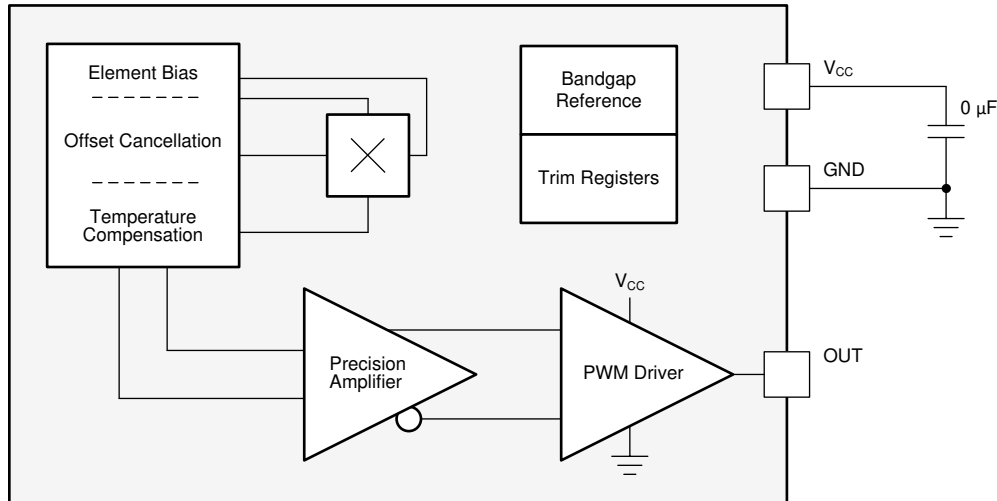 Element Bias
Offset Cancellation
Temperature
Compensation
Bandgap
Reference
Trim Registers
VCC
0 µF
GND
VCC
Precision
Amplifier
PWM Driver
OUT